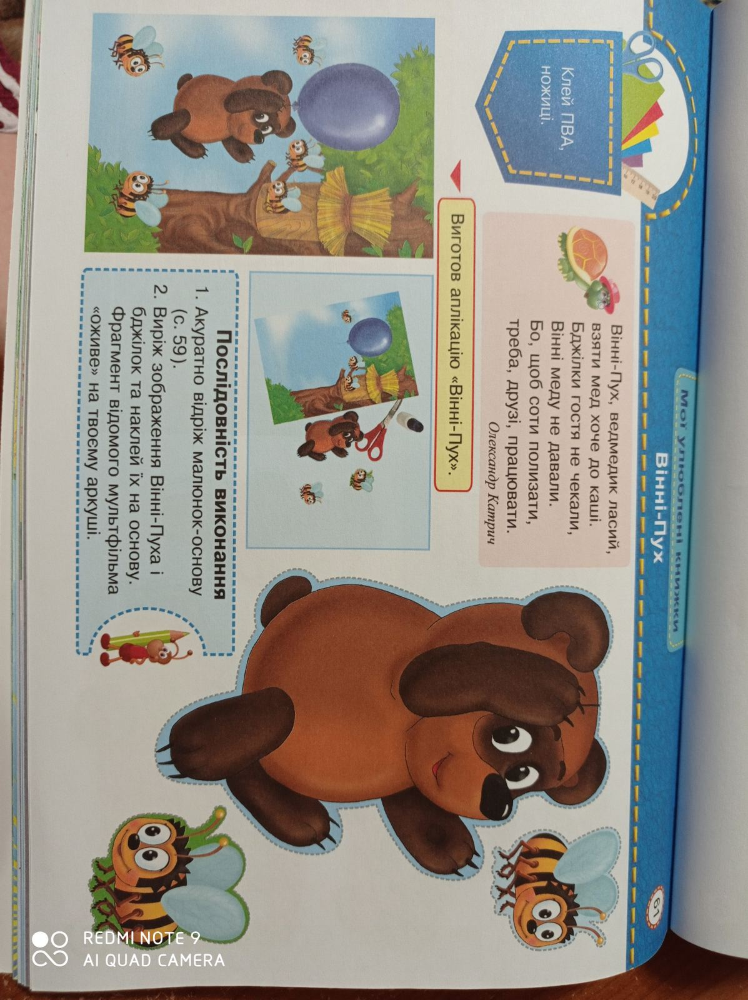 Мої улюблені книжки
Вінні-Пух
Клей ПВА,
ножиці.
Вінні-Пух, ведмедик ласий,
взяти мед хоче до каші.
Бджілки гостя не чекали,
Вінні меду не давали.
Бо, щоб соти полизати,
треба, друзі, працювати.
Олександр Катрич
Виготов аплікацію «Вінні-Пух».
Послідовність виконання
1. Акуратно відріж малюнок-основу
(с. 59).
2. Виріж зображення Вінні-Пуха і
бджілок та наклей їх на основу.
Фрагмент відомого мультфільма
«оживе» на твоєму аркуші.
61
REDMI NOTE 9
AI QUAD CAMERA